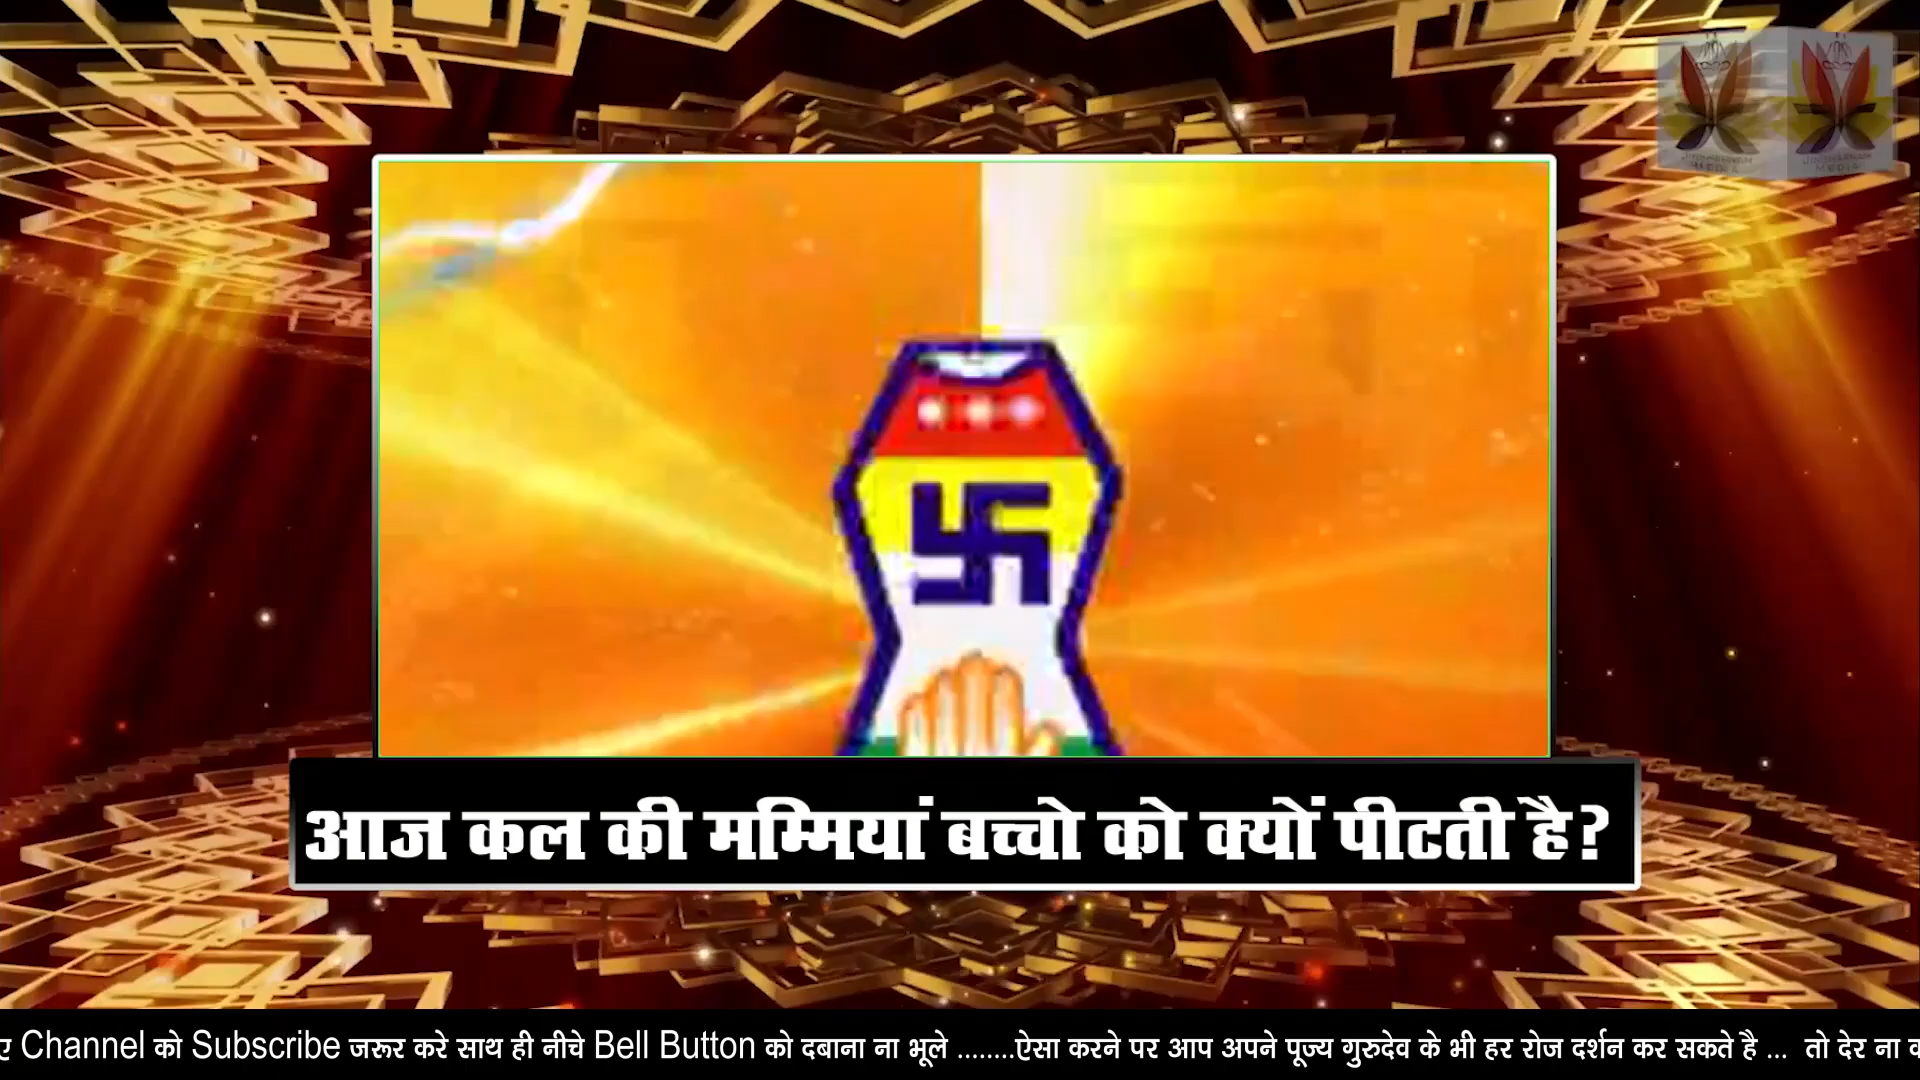 आज कल की मम्मियां बच्चो को क्यों पीटती है?
Channel को Subscribe जरूर करे साथ ही नीचे Bell Button को दबाना ना भूले ........ऐसा करने पर आप अपने पूज्य गुरुदेव के भी हर रोज दर्शन कर सकते है ... तो देर ना